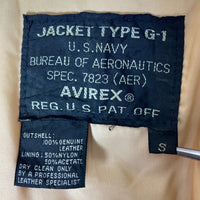 JACKET TYPE G-1
U.S. NAVY
BUREAU OF AERONAUTICS
SPEC. 7823 (AER)
AVIREX®
REG. U.S. PAT. OFF.
S
OUTSHELL:
100% GENUINE
LEATHER
LINING: 50% NYLON
50% ACETATE
DRY CLEAN ONLY
BY A PROFESSIONAL
LEATHER SPECIALIST